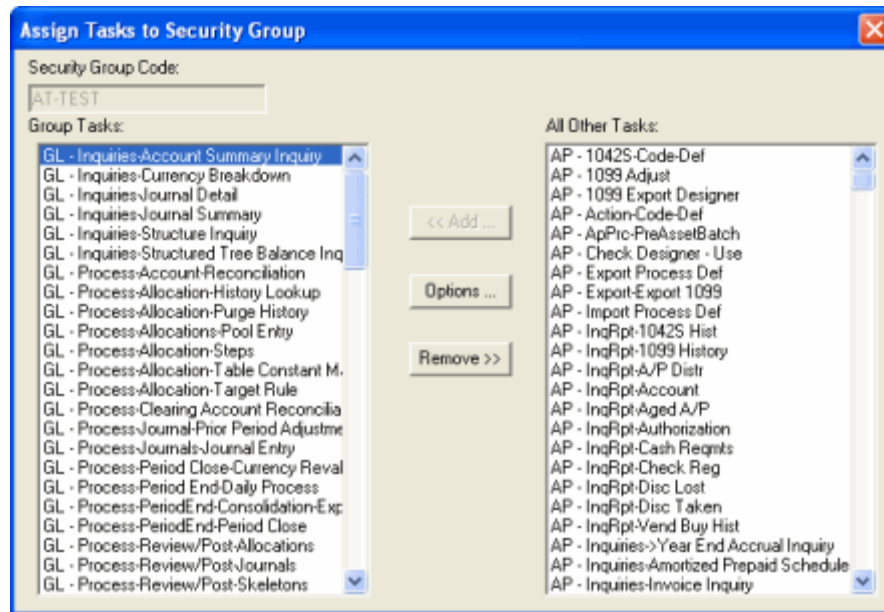 Assign Tasks to Security Group
Security Group Code:
AT-TEST
Group Tasks:
GL - Inquiries-Account Summary Inquiry
GL - Inquiries-Currency Breakdown
GL - Inquiries-Journal Detail
GL - Inquiries-Journal Summary
GL - Inquiries-Structure Inquiry
GL - Inquiries-Structured Tree Balance Inq
GL - Process-Account-Reconciliation
GL - Process-Allocation-History Lookup
GL - Process-Allocation-Purge History
GL - Process-Allocations-Pool Entry
GL - Process-Allocation-Steps
GL - Process-Allocation-Table Constant M
GL - Process-Allocation-Target Rule
GL - Process-Clearing Account Reconcilia
GL - Process-Journal-Prior Period Adjustme
GL - Process-Journals-Journal Entry
GL - Process-Period Close-Currency Reval
GL - Process-Period End-Daily Process
GL - Process-PeriodEnd-Consolidation-Exp
GL - Process-PeriodEnd-Period Close
GL - Process-Review/Post-Allocations
GL - Process-Review/Post-Journals
GL - Process-Review/Post-Skeletons
<< Add ...
Options ...
Remove >>
All Other Tasks:
AP - 1042S-Code-Def
AP - 1099 Adjust
AP - 1099 Export Designer
AP - Action-Code-Def
AP - ApPrc-PreAssetBatch
AP - Check Designer - Use
AP - Export Process Def
AP - Export-Export 1099
AP - Import Process Def
AP - InqRpt-1042S Hist
AP - InqRpt-1099 History
AP - InqRpt-A/P Distr
AP - InqRpt-Account
AP - InqRpt-Aged A/P
AP - InqRpt-Authorization
AP - InqRpt-Cash Reqmts
AP - InqRpt-Check Reg
AP - InqRpt-Disc Lost
AP - InqRpt-Disc Taken
AP - InqRpt-Vend Buy Hist
AP - Inquiries->Year End Accrual Inquiry
AP - Inquiries-Amortized Prepaid Schedule
AP - Inquiries-Invoice Inquiry